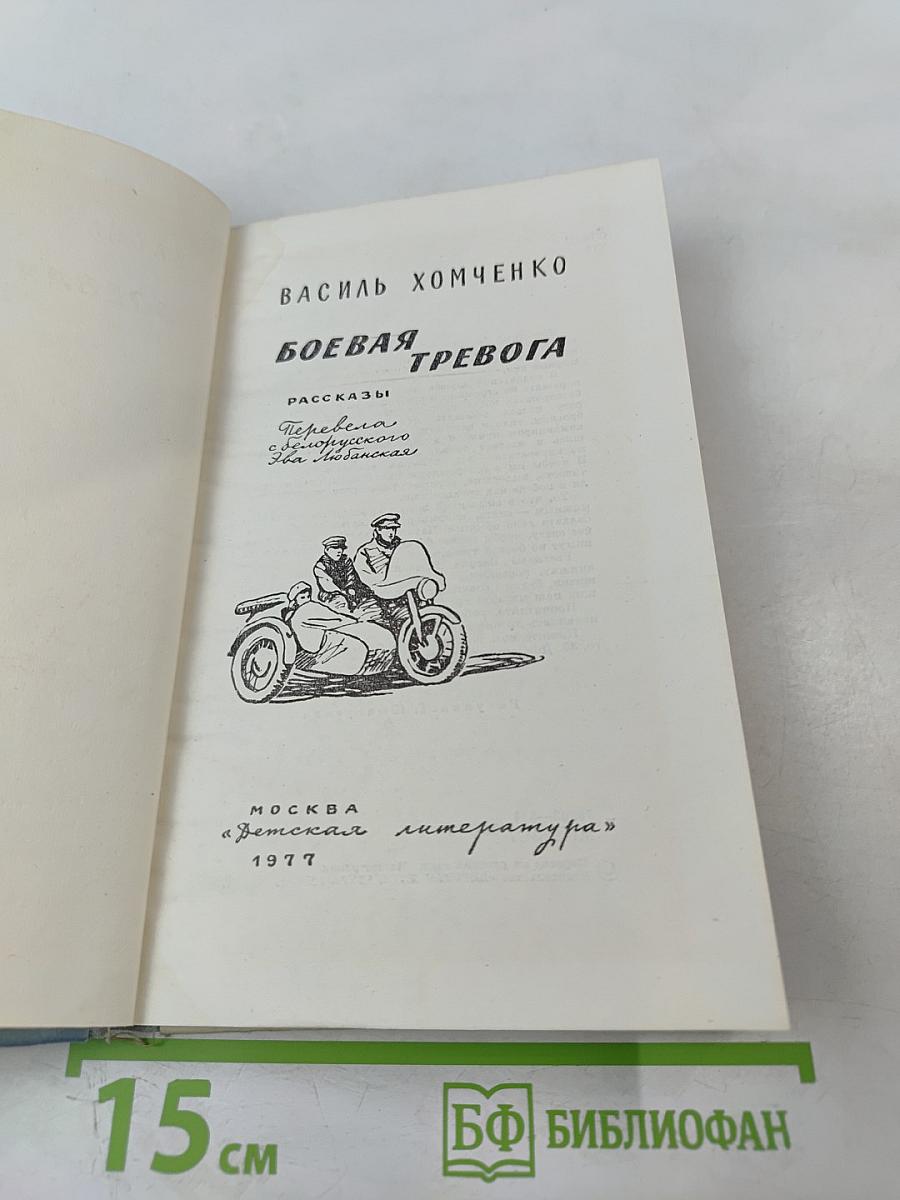 ВАСИЛЬ ХОМЧЕНКО
БОЕВАЯ
ТРЕВОГА
РАССКАЗЫ
Перевела
с белорусского
Эва Любанская
МОСКВА
«Детская литература»
1977
15 см
БФ БИБЛИОФАН